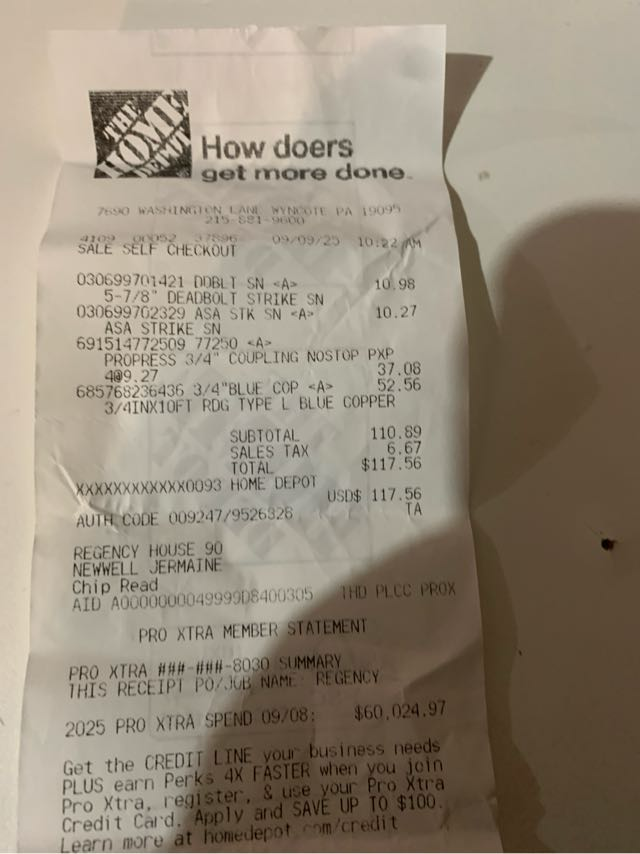 THE HOME DEPOT
How doers
get more done.
7690 WASHINGTON LANE WYNCOTE PA 19095
215-881-9600
4109 00052 37896 09/09/25 10:22 AM
SALE SELF CHECKOUT
030699701421 DDBLT SN <A> 10.98
5-7/8" DEADBOLT STRIKE SN
030699702329 ASA STK SN <A> 10.27
ASA STRIKE SN
691514772509 77250 <A>
PROPRESS 3/4" COUPLING NOSTOP PXP
4@9.27 37.08
685768236436 3/4"BLUE COP <A> 52.56
3/4INX10FT RDG TYPE L BLUE COPPER
SUBTOTAL 110.89
SALES TAX 6.67
TOTAL $117.56
XXXXXXXXXXXX0093 HOME DEPOT
USD$ 117.56
AUTH CODE 009247/9526328 TA
REGENCY HOUSE 90
NEWWELL JERMAINE
Chip Read
AID A0000000049999D8400305 THD PLCC PROX
PRO XTRA MEMBER STATEMENT
PRO XTRA ###-###-8030 SUMMARY
THIS RECEIPT PO/JOB NAME: REGENCY
2025 PRO XTRA SPEND 09/08: $60,024.97
Get the CREDIT LINE your business needs
PLUS earn Perks 4X FASTER when you join
Pro Xtra, register, & use your Pro Xtra
Credit Card. Apply and SAVE UP TO $100.
Learn more at homedepot.com/credit